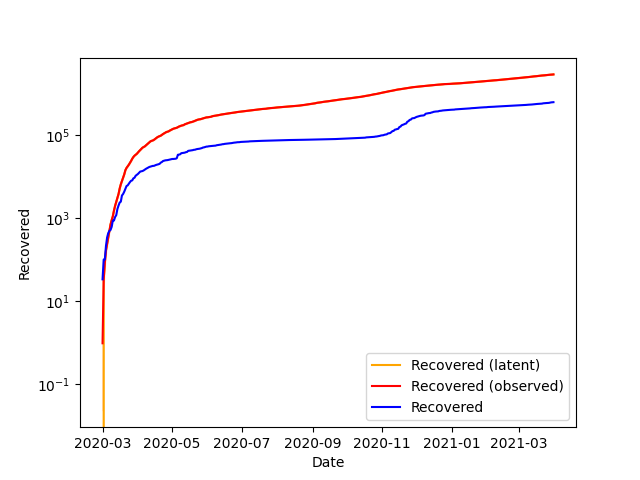 Recovered
10^5
10^3
10^1
10^−1
Recovered (latent)
Recovered (observed)
Recovered
2020-03 2020-05 2020-07 2020-09 2020-11 2021-01 2021-03
Date